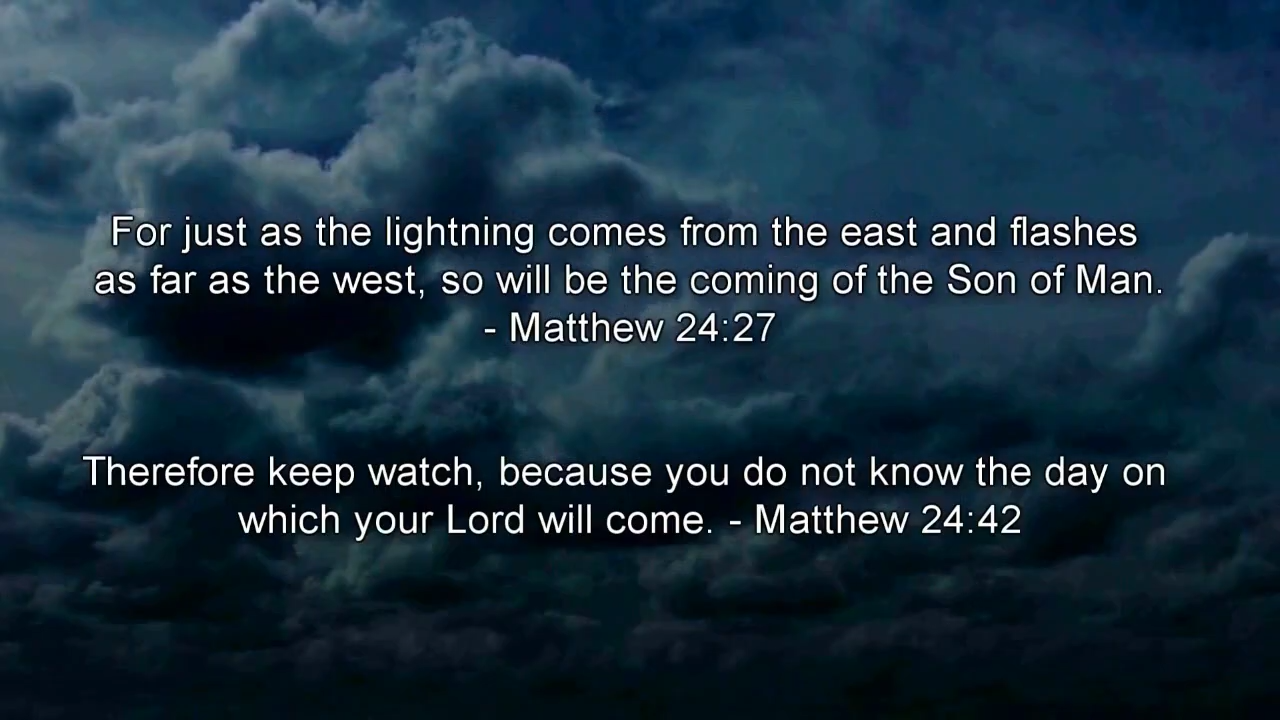 For just as the lightning comes from the east and flashes
as far as the west, so will be the coming of the Son of Man.
- Matthew 24:27
Therefore keep watch, because you do not know the day on
which your Lord will come. - Matthew 24:42